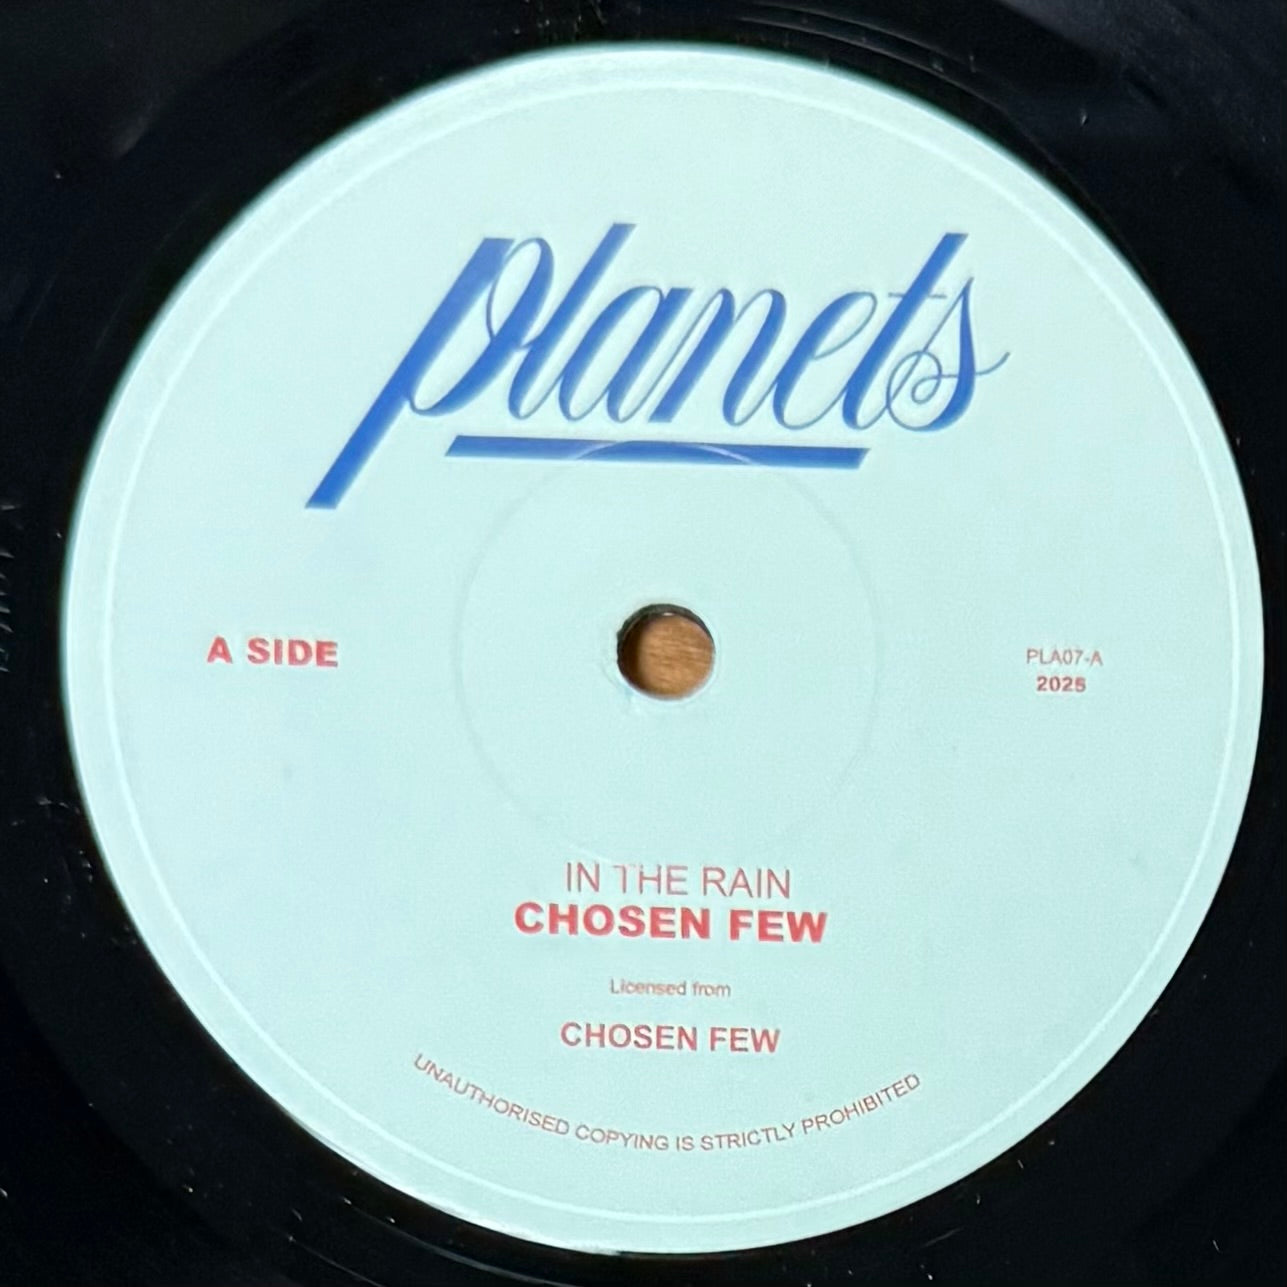 planets
A SIDE
PLA07-A
2025
IN THE RAIN
CHOSEN FEW
Licensed from
CHOSEN FEW
UNAUTHORISED COPYING IS STRICTLY PROHIBITED